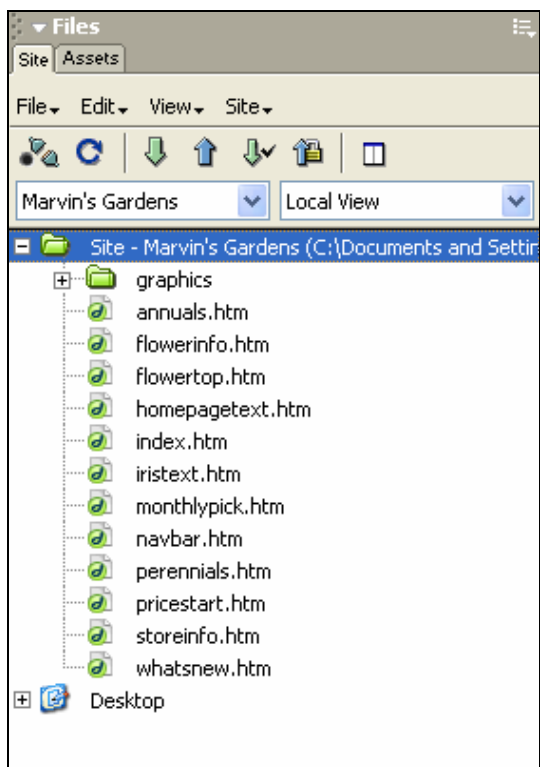 Files
Site Assets
File Edit View Site
Marvin's Gardens Local View
Site - Marvin's Gardens (C:\Documents and Settin
graphics
annuals.htm
flowerinfo.htm
flowertop.htm
homepagetext.htm
index.htm
iristext.htm
monthlypick.htm
navbar.htm
perennials.htm
pricestart.htm
storeinfo.htm
whatsnew.htm
Desktop